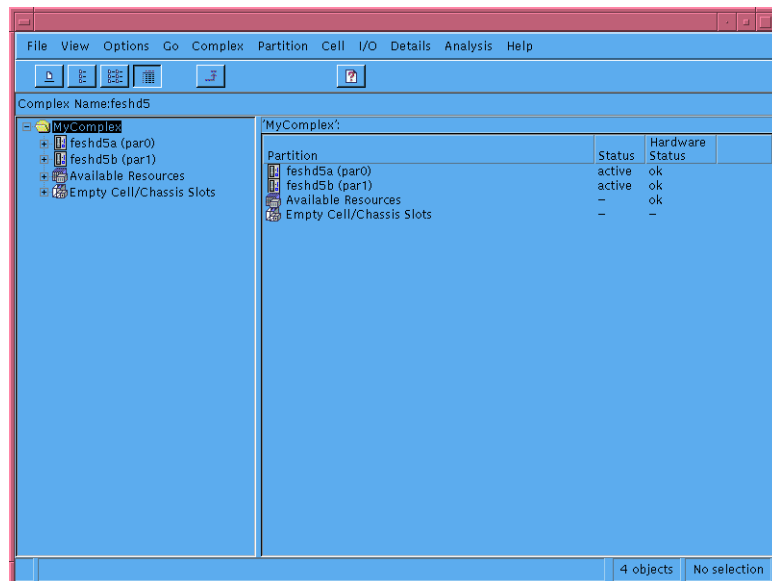 File View Options Go Complex Partition Cell I/O Details Analysis Help
Complex Name:feshd5
MyComplex
feshd5a (par0)
feshd5b (par1)
Available Resources
Empty Cell/Chassis Slots
'MyComplex':
Partition Status Hardware Status
feshd5a (par0) active ok
feshd5b (par1) active ok
Available Resources – ok
Empty Cell/Chassis Slots – –
4 objects No selection